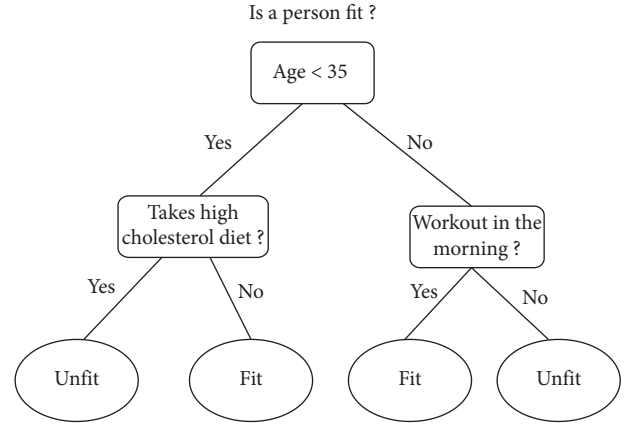 Is a person fit ?
Age < 35
Yes
No
Takes high
cholesterol diet ?
Workout in the
morning ?
Yes
No
Yes
No
Unfit
Fit
Fit
Unfit